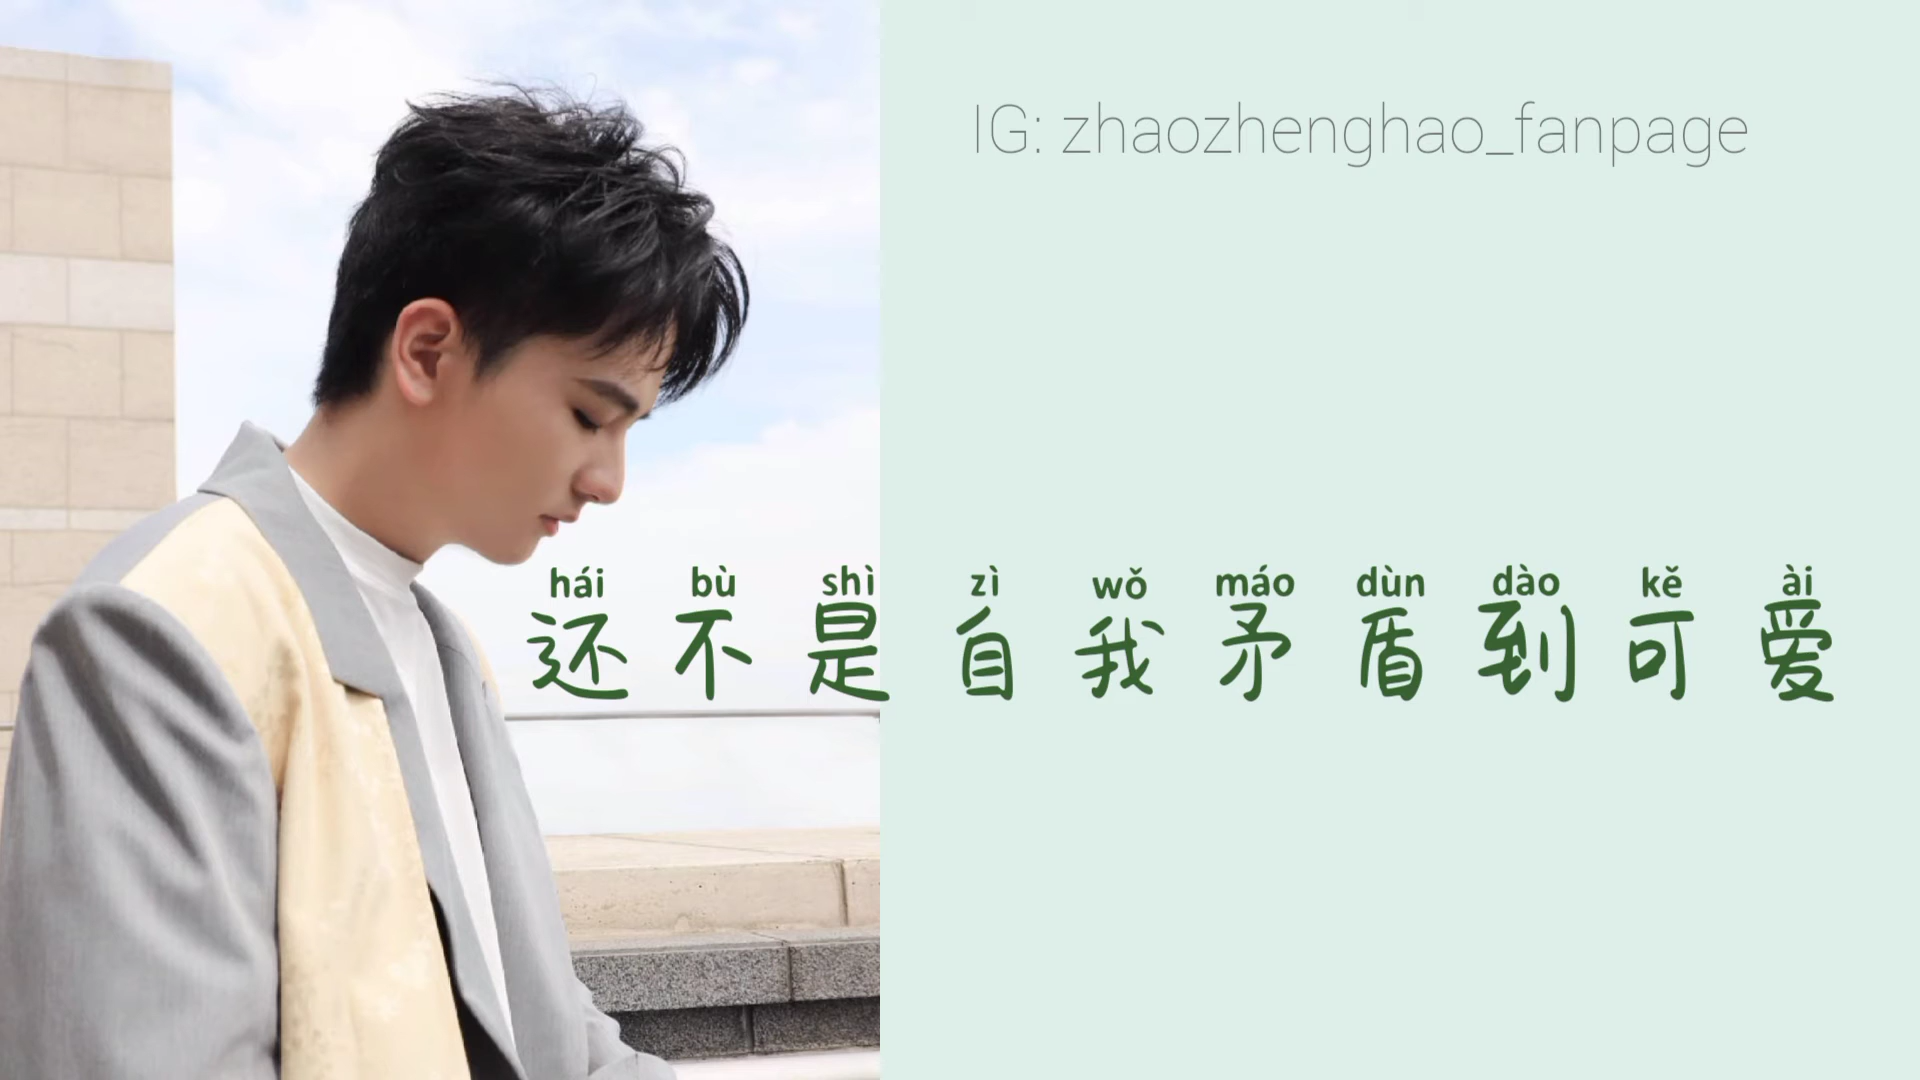 IG: zhaozhenghao_fanpage
hái bù shì zì wǒ máo dùn dào kě ài
还不是自我矛盾到可爱